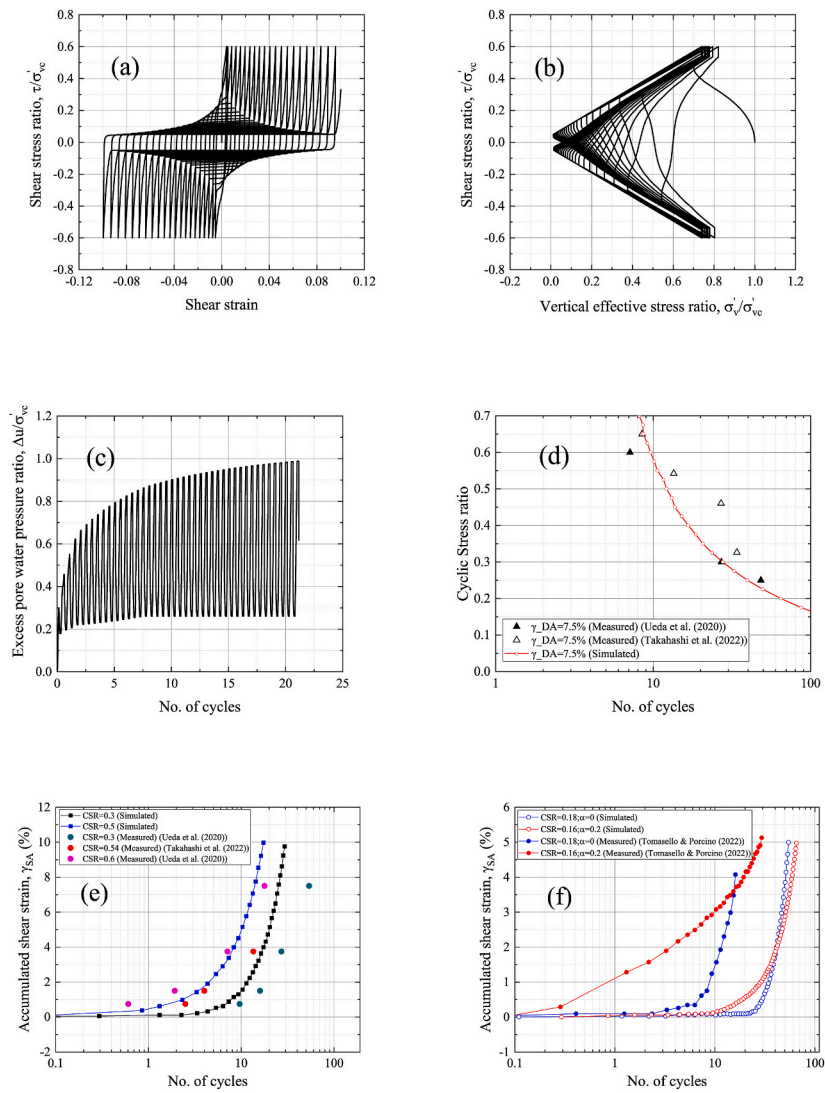 (a)
Shear stress ratio, τ/σ'vc
0.8
0.6
0.4
0.2
0.0
-0.2
-0.4
-0.6
-0.8
-0.12 -0.08 -0.04 0.00 0.04 0.08 0.12
Shear strain
(b)
Shear stress ratio, τ/σ'vc
0.8
0.6
0.4
0.2
0.0
-0.2
-0.4
-0.6
-0.8
0.0 0.2 0.4 0.6 0.8 1.0 1.2
Vertical effective stress ratio, σ'v/σ'vc
(c)
Excess pore water pressure ratio, Δu/σ'vc
1.2
1.0
0.8
0.6
0.4
0.2
0.0
0 5 10 15 20 25
No. of cycles
(d)
Cyclic Stress ratio
0.7
0.6
0.5
0.4
0.3
0.2
0.1
0.0
γ_DA=7.5% (Measured) (Ueda et al. (2020))
γ_DA=7.5% (Measured) (Takahashi et al. (2022))
γ_DA=7.5% (Simulated)
1 10 100
No. of cycles
(e)
Accumulated shear strain, γSA (%)
12
10
8
6
4
2
0
-2
CSR=0.3 (Simulated)
CSR=0.5 (Simulated)
CSR=0.3 (Measured) (Ueda et al. (2020))
CSR=0.54 (Measured) (Takahashi et al. (2022))
CSR=0.6 (Measured) (Ueda et al. (2020))
0.1 1 10 100
No. of cycles
(f)
Accumulated shear strain, γSA (%)
6
5
4
3
2
1
0
-1
CSR=0.18;α=0 (Simulated)
CSR=0.16;α=0.2 (Simulated)
CSR=0.18;α=0 (Measured) (Tomasello & Porcino (2022))
CSR=0.16;α=0.2 (Measured) (Tomasello & Porcino (2022))
0.1 1 10 100
No. of cycles